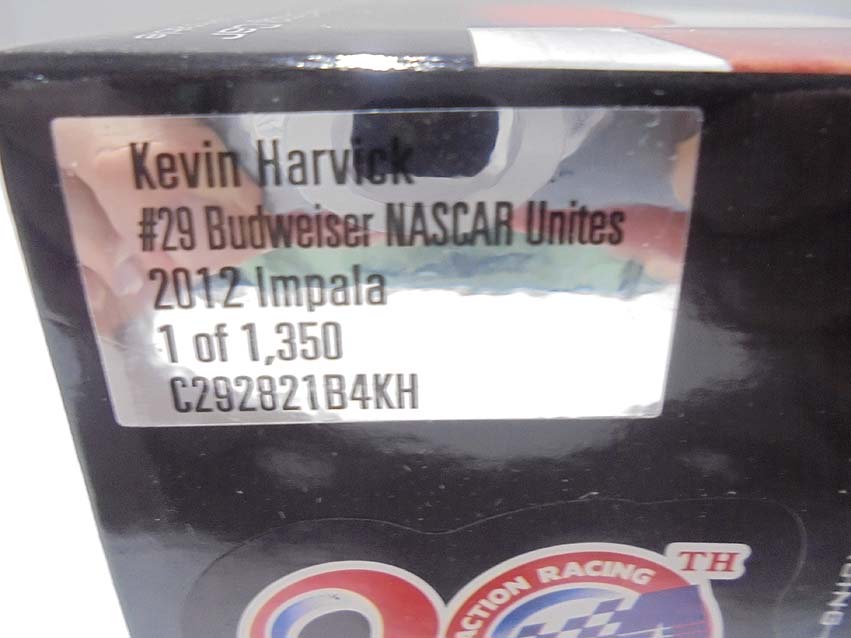 Kevin Harvick
#29 Budweiser NASCAR Unites
2012 Impala
1 of 1,350
C292821B4KH
ACTION RACING
TH